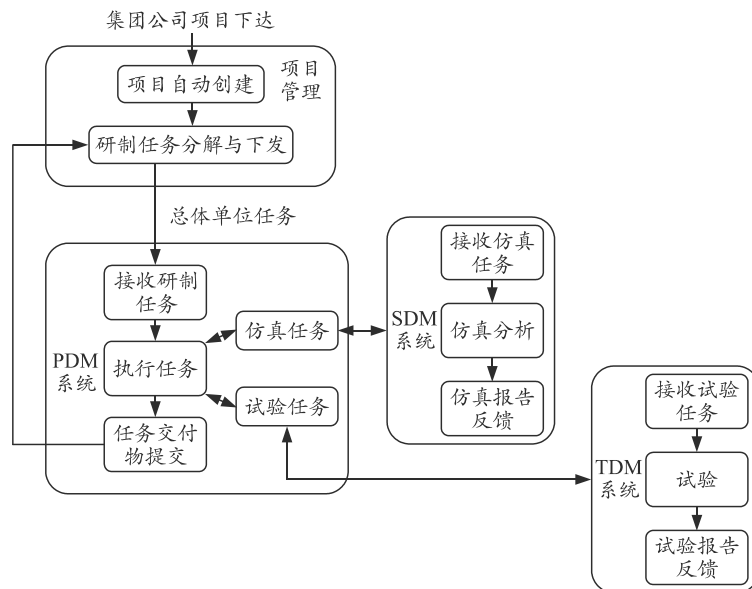 集团公司项目下达
项目自动创建
项目
管理
研制任务分解与下发
总体单位任务
接收研制
任务
PDM
系统
执行任务
仿真任务
试验任务
任务交付
物提交
SDM
系统
接收仿真
任务
仿真分析
仿真报告
反馈
TDM
系统
接收试验
任务
试验
试验报告
反馈